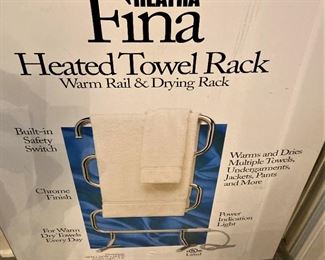 HEATRA
Fina
Heated Towel Rack
Warm Rail & Drying Rack
Built-in
Safety
Switch
Chrome
Finish
For Warm
Dry Towels
Every Day
Warms and Dries
Multiple Towels,
Undergarments,
Jackets, Pants
and More
Power
Indication
Light